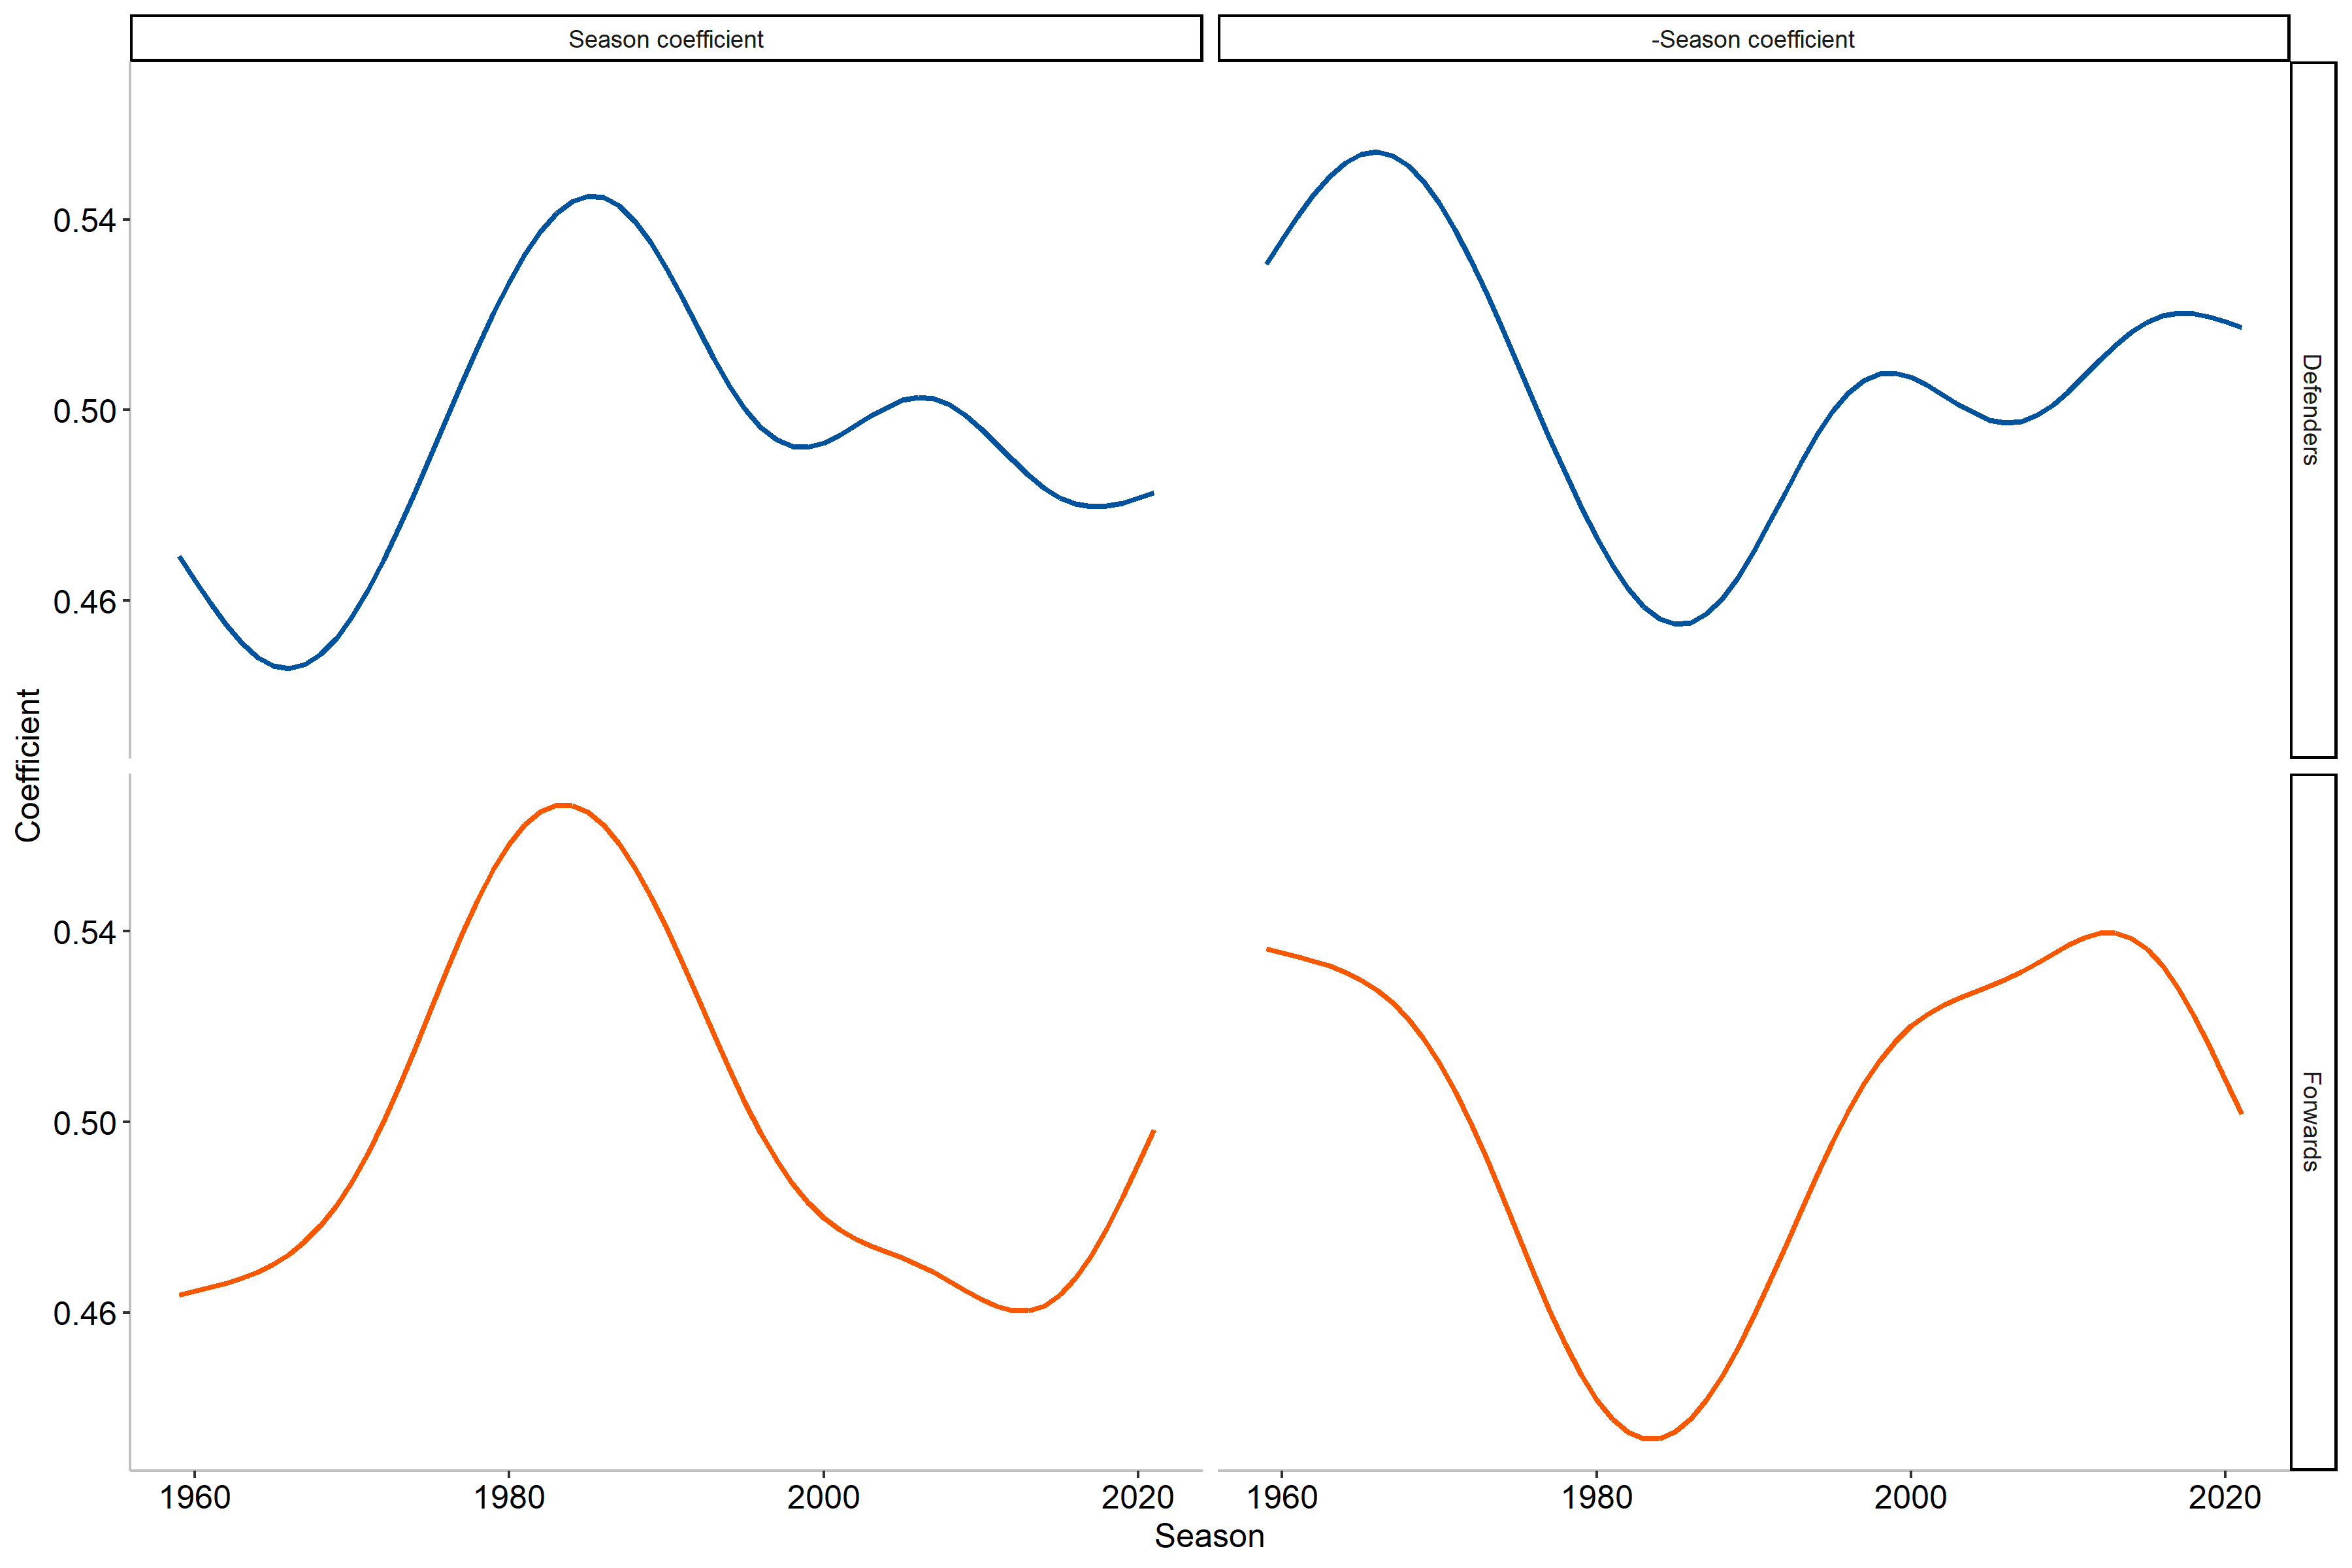 Season coefficient
-Season coefficient
0.54
0.50
0.46
Defenders
Coefficient
0.54
0.50
0.46
Forwards
1960
1980
2000
2020
1960
1980
2000
2020
Season